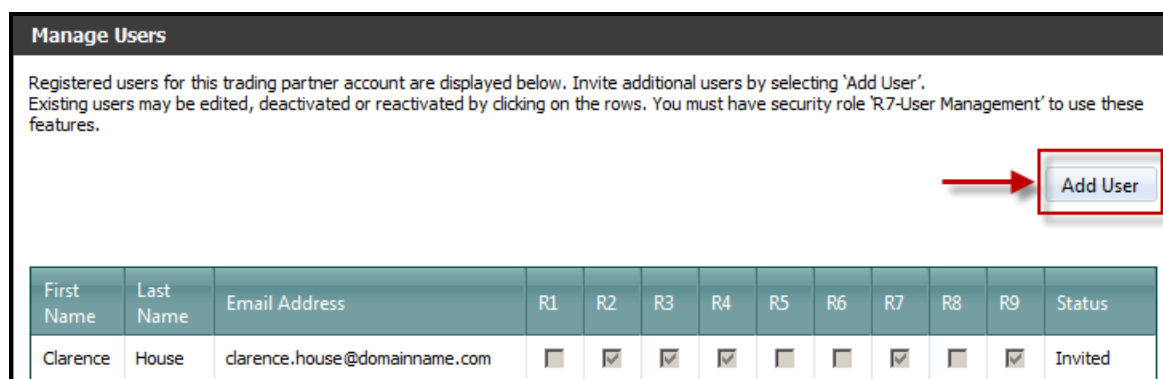 Manage Users
Registered users for this trading partner account are displayed below. Invite additional users by selecting ‘Add User’.
Existing users may be edited, deactivated or reactivated by clicking on the rows. You must have security role ‘R7-User Management’ to use these
features.
Add User
First Name Last Name Email Address R1 R2 R3 R4 R5 R6 R7 R8 R9 Status
Clarence House clarence.house@domainname.com Invited